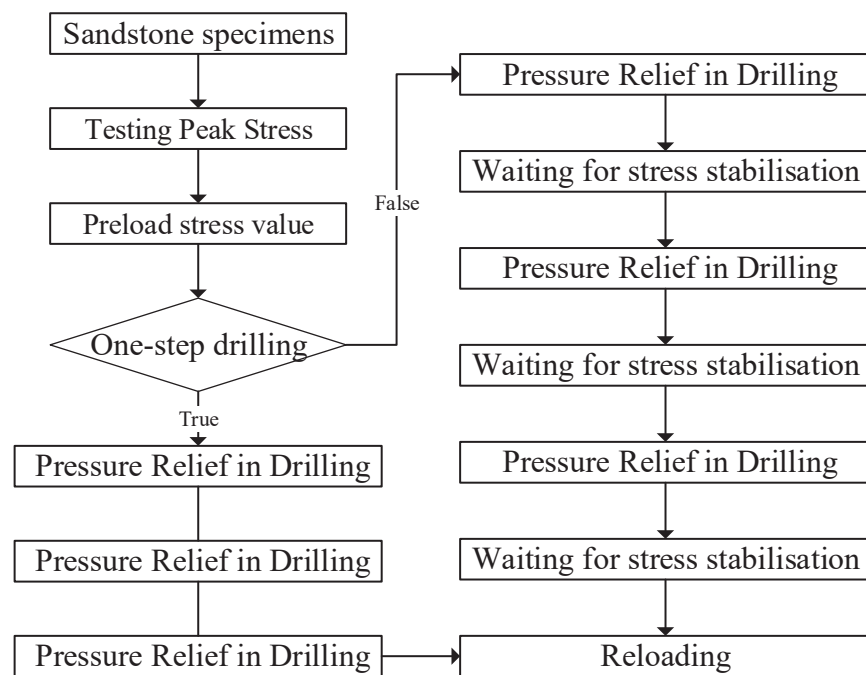 Sandstone specimens
Testing Peak Stress
Preload stress value
One-step drilling
True
Pressure Relief in Drilling
Pressure Relief in Drilling
Pressure Relief in Drilling
False
Pressure Relief in Drilling
Waiting for stress stabilisation
Pressure Relief in Drilling
Waiting for stress stabilisation
Pressure Relief in Drilling
Waiting for stress stabilisation
Reloading